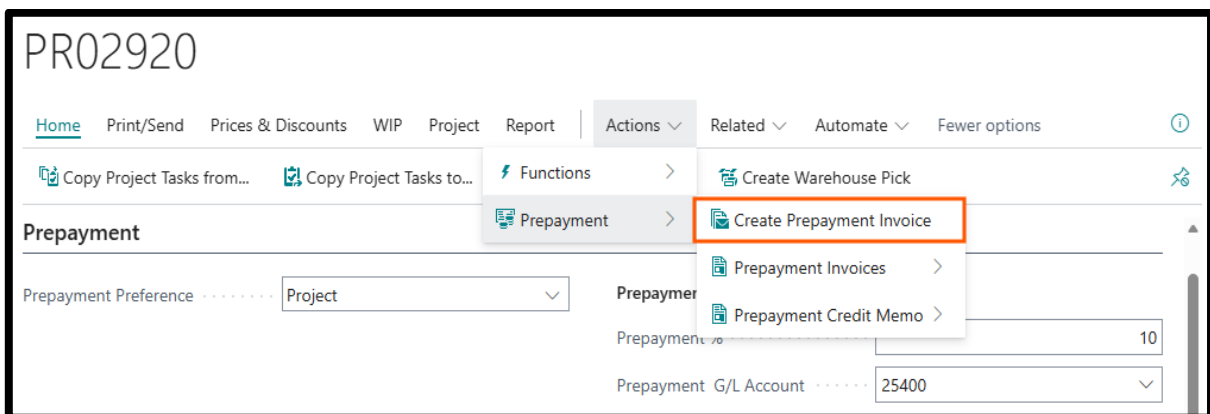 PR02920
Home Print/Send Prices & Discounts WIP Project Report Actions Related Automate Fewer options
Copy Project Tasks from... Copy Project Tasks to... Functions Create Warehouse Pick
Prepayment Create Prepayment Invoice
Prepayment
Prepayment Invoices
Prepayment Preference Project
Prepayment Credit Memo
Prepayment % 10
Prepayment G/L Account 25400